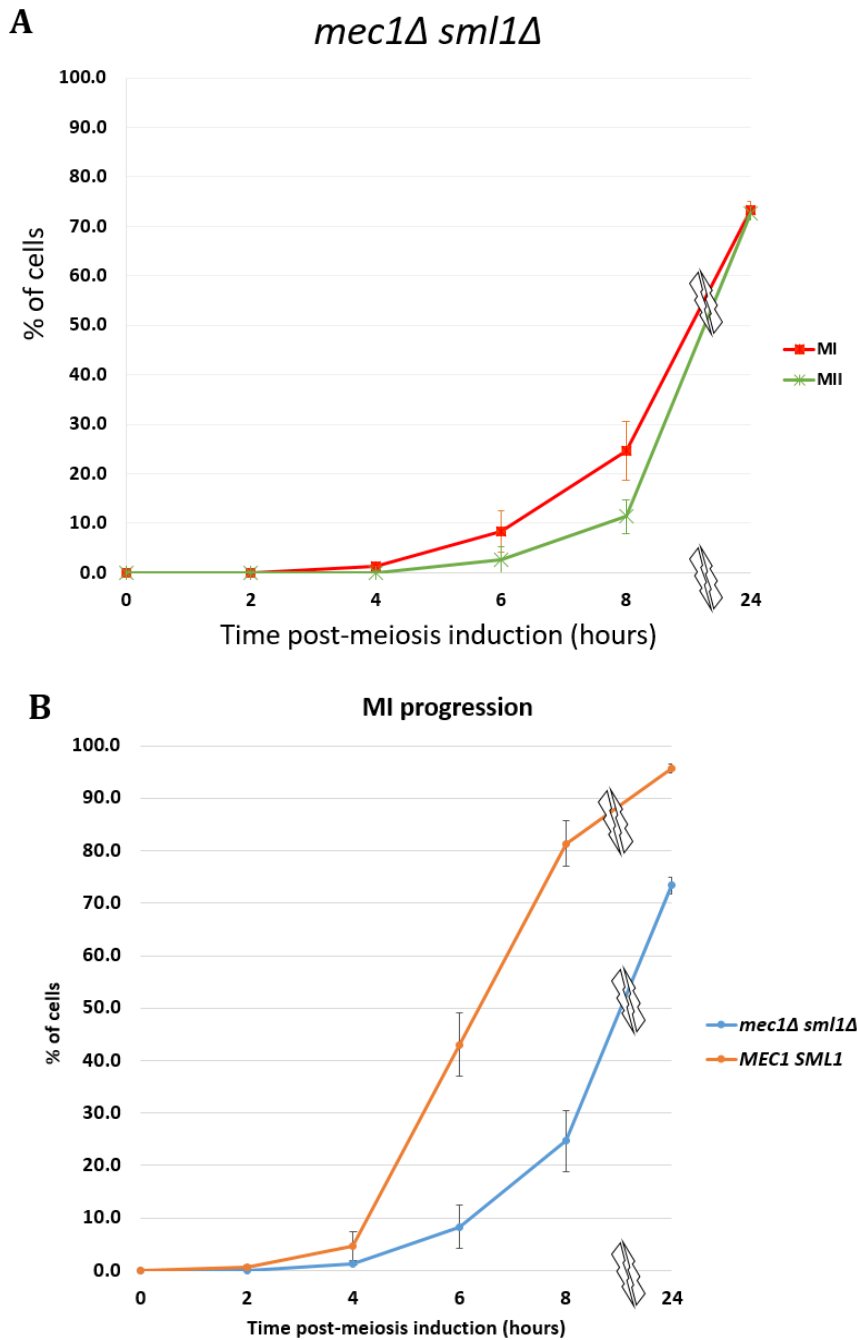 A
mec1Δ sml1Δ
100.0
90.0
80.0
70.0
60.0
50.0
40.0
30.0
20.0
10.0
0.0
% of cells
0 2 4 6 8 24
Time post-meiosis induction (hours)
MI
MII
B
MI progression
100.0
90.0
80.0
70.0
60.0
50.0
40.0
30.0
20.0
10.0
0.0
% of cells
0 2 4 6 8 24
Time post-meiosis induction (hours)
mec1Δ sml1Δ
MEC1 SML1